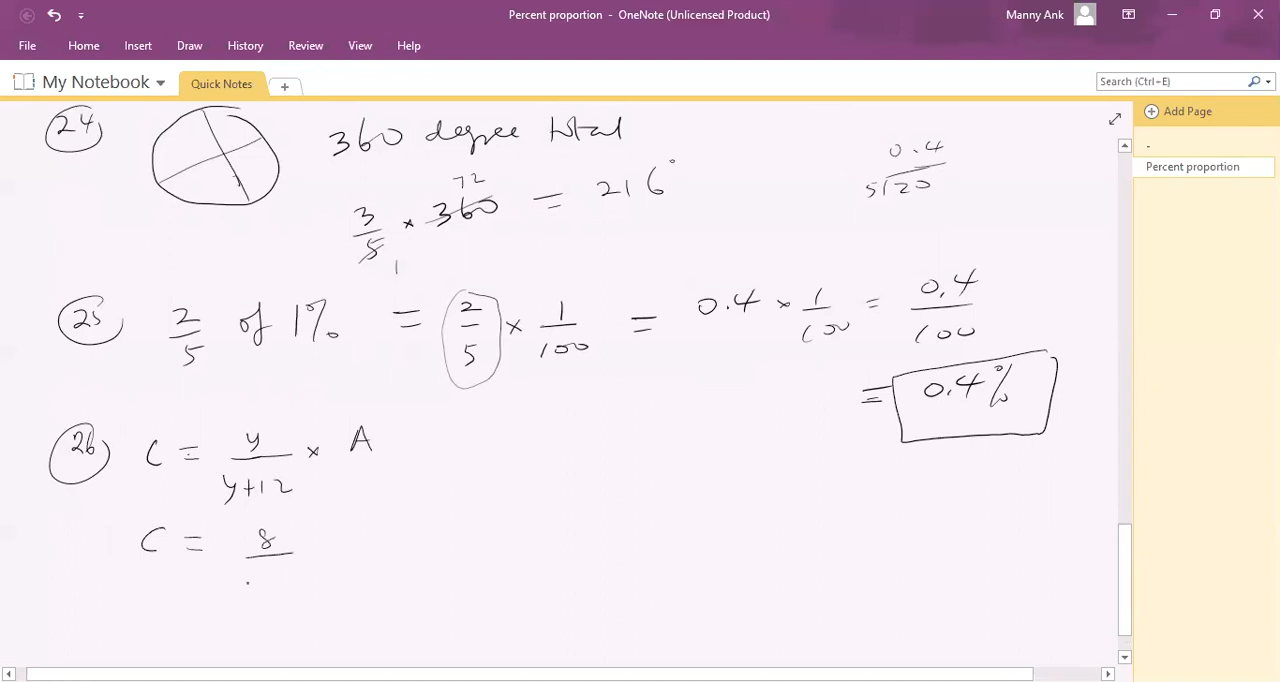 Percent proportion - OneNote (Unlicensed Product)
Manny Ank
File Home Insert Draw History Review View Help
My Notebook
Quick Notes
+
Search (Ctrl+E)
Add Page
-
Percent proportion
24
360 degree total
3/5 × 360 = 216°
72
1
0.4
5120
25
2/5 of 1% = 2/5 × 1/100 = 0.4 × 1/100 = 0.4/100
= 0.4%
26
C = y/y+12 × A
C = 8